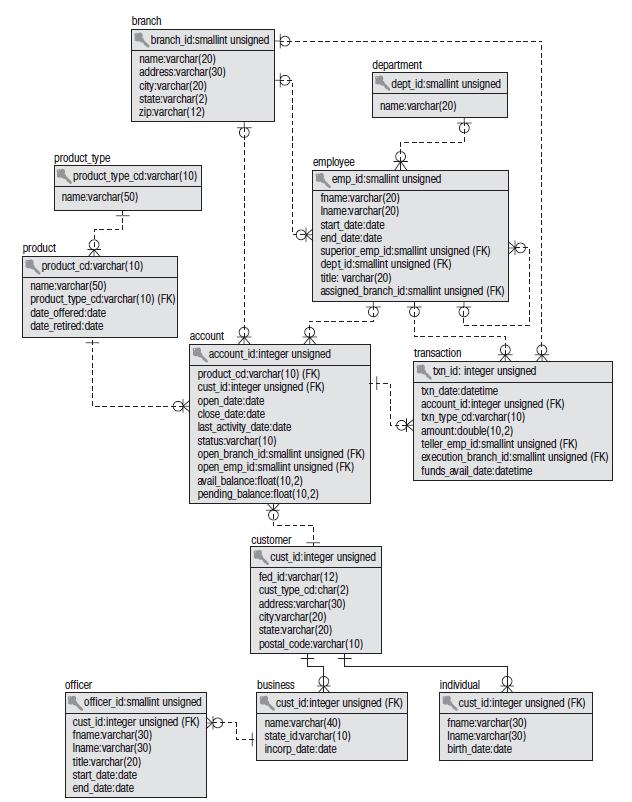 branch
branch_id:smallint unsigned
name:varchar(20)
address:varchar(30)
city:varchar(20)
state:varchar(2)
zip:varchar(12)
department
dept_id:smallint unsigned
name:varchar(20)
product_type
product_type_cd:varchar(10)
name:varchar(50)
employee
emp_id:smallint unsigned
fname:varchar(20)
lname:varchar(20)
start_date:date
end_date:date
superior_emp_id:smallint unsigned (FK)
dept_id:smallint unsigned (FK)
title: varchar(20)
assigned_branch_id:smallint unsigned (FK)
product
product_cd:varchar(10)
name:varchar(50)
product_type_cd:varchar(10) (FK)
date_offered:date
date_retired:date
account
account_id:integer unsigned
product_cd:varchar(10) (FK)
cust_id:integer unsigned (FK)
open_date:date
close_date:date
last_activity_date:date
status:varchar(10)
open_branch_id:smallint unsigned (FK)
open_emp_id:smallint unsigned (FK)
avail_balance:float(10,2)
pending_balance:float(10,2)
transaction
txn_id: integer unsigned
txn_date:datetime
account_id:integer unsigned (FK)
txn_type_cd:varchar(10)
amount:double(10,2)
teller_emp_id:smallint unsigned (FK)
execution_branch_id:smallint unsigned (FK)
funds_avail_date:datetime
customer
cust_id:integer unsigned
fed_id:varchar(12)
cust_type_cd:char(2)
address:varchar(30)
city:varchar(20)
state:varchar(20)
postal_code:varchar(10)
officer
officer_id:smallint unsigned
cust_id:integer unsigned (FK)
fname:varchar(30)
lname:varchar(30)
title:varchar(20)
start_date:date
end_date:date
business
cust_id:integer unsigned (FK)
name:varchar(40)
state_id:varchar(10)
incorp_date:date
individual
cust_id:integer unsigned (FK)
fname:varchar(30)
lname:varchar(30)
birth_date:date